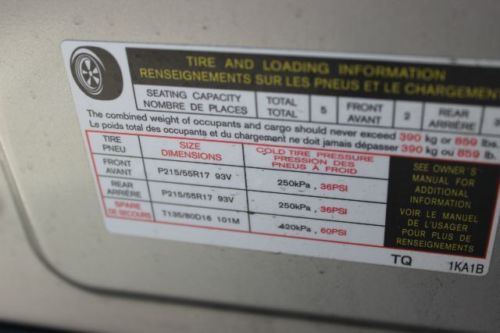 TIRE AND LOADING INFORMATION
RENSEIGNEMENTS SUR LES PNEUS ET LE CHARGEMENT
SEATING CAPACITY TOTAL 5 FRONT 2 REAR 3
NOMBRE DE PLACES TOTAL AVANT ARRIÈRE
The combined weight of occupants and cargo should never exceed 390 kg or 859 lbs.
Le poids total des occupants et du chargement ne doit jamais dépasser 390 kg ou 859 lb.
TIRE SIZE COLD TIRE PRESSURE
PNEU DIMENSIONS PRESSION DES
PNEUS À FROID
FRONT
AVANT P215/55R17 93V 250kPa , 36PSI
REAR
ARRIÈRE P215/55R17 93V 250kPa , 36PSI
SPARE
DE SECOURS T135/80D16 101M 420kPa , 60PSI
SEE OWNER'S
MANUAL FOR
ADDITIONAL
INFORMATION
VOIR LE MANUEL
DE L'USAGER
POUR PLUS DE
RENSEIGNEMENTS
TQ 1KA1B